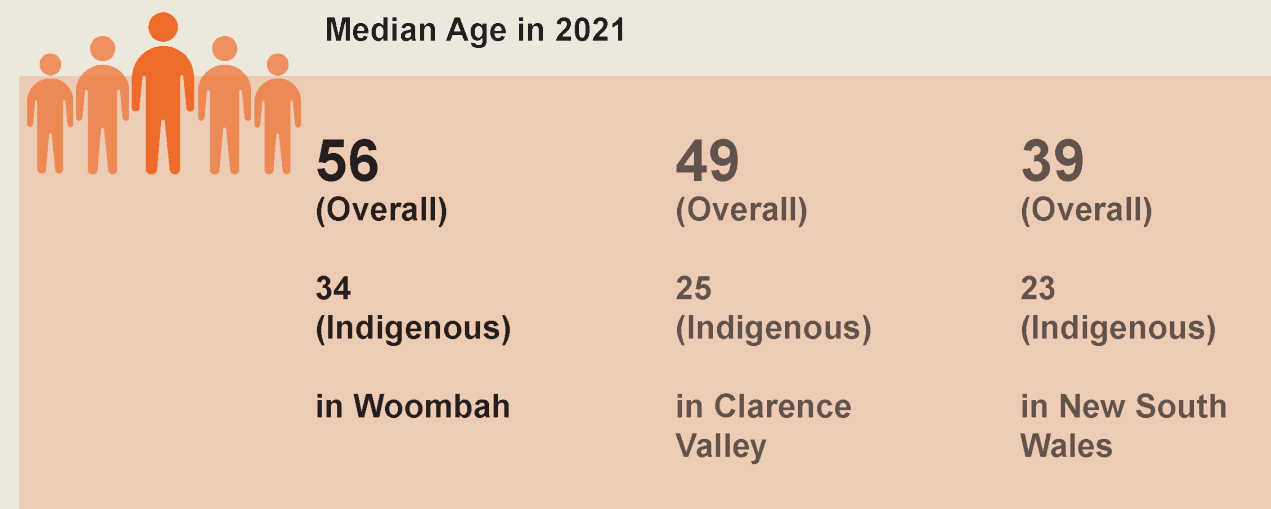 Median Age in 2021
56
(Overall)
34
(Indigenous)
in Woombah
49
(Overall)
25
(Indigenous)
in Clarence
Valley
39
(Overall)
23
(Indigenous)
in New South
Wales